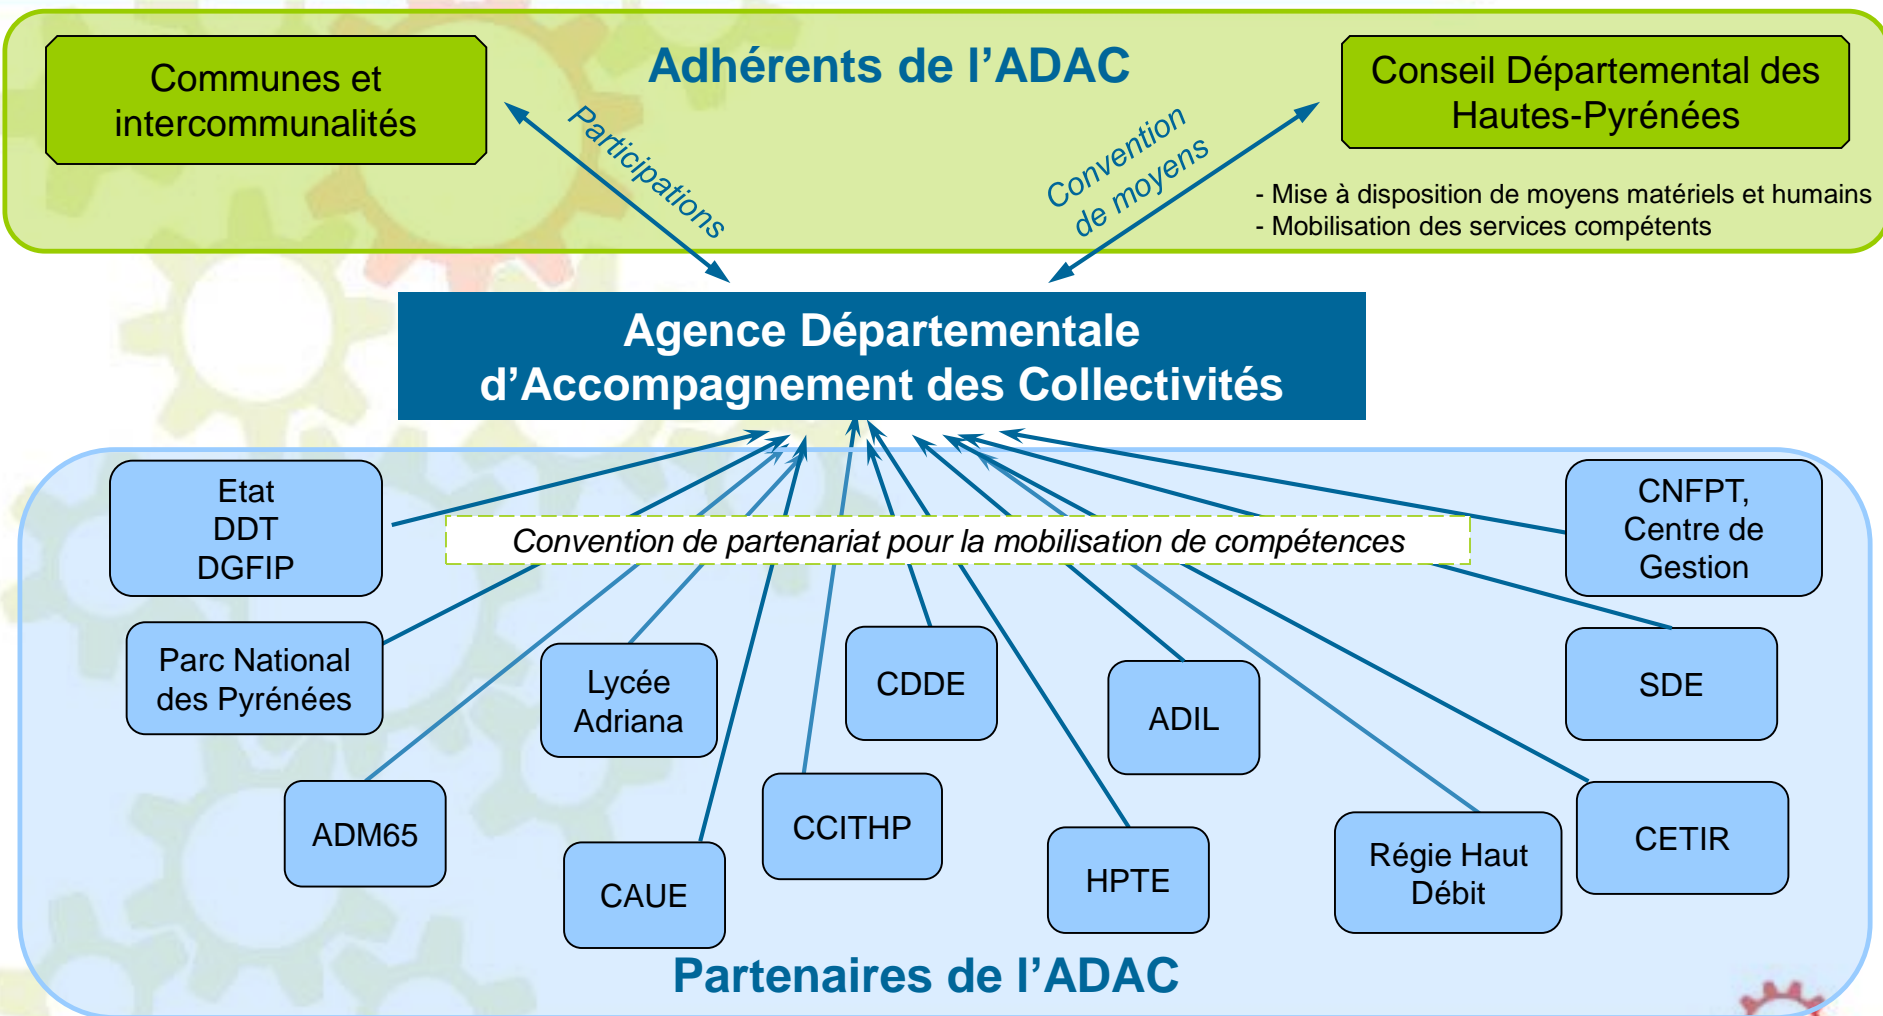 Adhérents de l’ADAC
Communes et
intercommunalités
Conseil Départemental des
Hautes-Pyrénées
Participations
Convention
de moyens
- Mise à disposition de moyens matériels et humains
- Mobilisation des services compétents
Agence Départementale
d’Accompagnement des Collectivités
Etat
DDT
DGFIP
CNFPT,
Centre de
Gestion
Convention de partenariat pour la mobilisation de compétences
Parc National
des Pyrénées
Lycée
Adriana
CDDE
ADIL
SDE
ADM65
CAUE
CCITHP
HPTE
Régie Haut
Débit
CETIR
Partenaires de l’ADAC